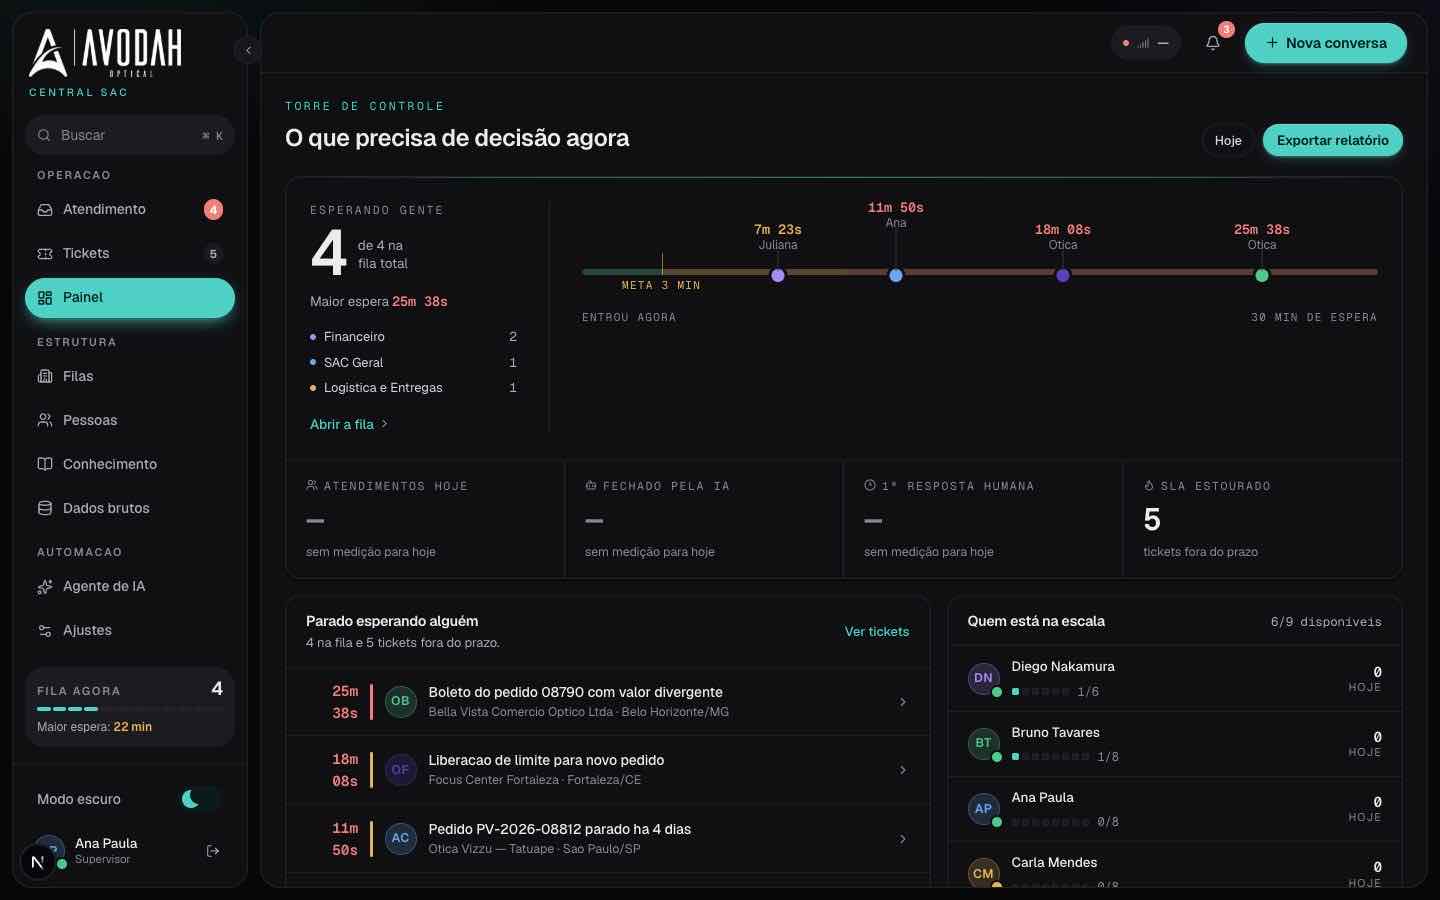 AVODAH
OPTICAL
CENTRAL SAC
Buscar ⌘ K
OPERACAO
Atendimento 4
Tickets 5
Painel
ESTRUTURA
Filas
Pessoas
Conhecimento
Dados brutos
AUTOMACAO
Agente de IA
Ajustes
FILA AGORA 4
Maior espera: 22 min
Modo escuro
Ana Paula
Supervisor
N
3
+ Nova conversa
TORRE DE CONTROLE
O que precisa de decisão agora
Hoje
Exportar relatório
ESPERANDO GENTE
4 de 4 na
fila total
Maior espera 25m 38s
Financeiro 2
SAC Geral 1
Logistica e Entregas 1
Abrir a fila
7m 23s
Juliana
11m 50s
Ana
18m 08s
Otica
25m 38s
Otica
META 3 MIN
ENTROU AGORA
30 MIN DE ESPERA
ATENDIMENTOS HOJE
—
sem medição para hoje
FECHADO PELA IA
—
sem medição para hoje
1ª RESPOSTA HUMANA
—
sem medição para hoje
SLA ESTOURADO
5
tickets fora do prazo
Parado esperando alguém
4 na fila e 5 tickets fora do prazo.
Ver tickets
25m 38s
OB
Boleto do pedido 08790 com valor divergente
Bella Vista Comercio Optico Ltda · Belo Horizonte/MG
18m 08s
OF
Liberacao de limite para novo pedido
Focus Center Fortaleza · Fortaleza/CE
11m 50s
AC
Pedido PV-2026-08812 parado ha 4 dias
Otica Vizzu — Tatuape · Sao Paulo/SP
Quem está na escala
6/9 disponíveis
DN
Diego Nakamura
1/6
0
HOJE
BT
Bruno Tavares
1/8
0
HOJE
AP
Ana Paula
0/8
0
HOJE
CM
Carla Mendes
0/8
0
HOJE